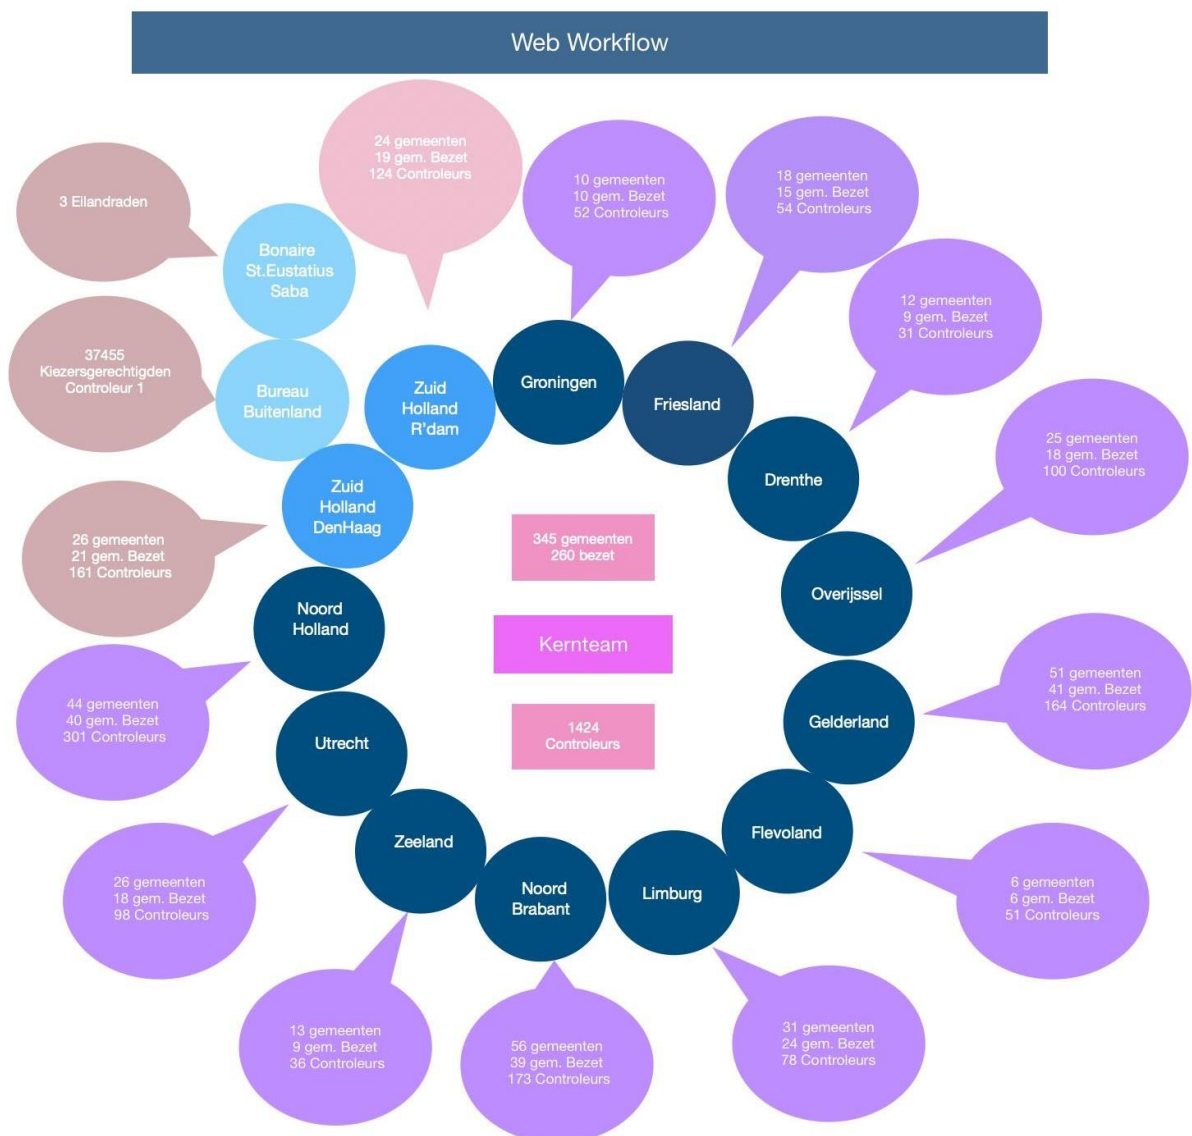 Web Workflow
24 gemeenten
19 gem. Bezet
124 Controleurs
10 gemeenten
10 gem. Bezet
52 Controleurs
18 gemeenten
15 gem. Bezet
54 Controleurs
3 Eilandraden
Bonaire
St.Eustatius
Saba
12 gemeenten
9 gem. Bezet
31 Controleurs
37455
Kiezersgerechtigden
Controleur 1
Bureau
Buitenland
Zuid
Holland
R'dam
Groningen
Friesland
Drenthe
25 gemeenten
18 gem. Bezet
100 Controleurs
Zuid
Holland
DenHaag
26 gemeenten
21 gem. Bezet
161 Controleurs
345 gemeenten
260 bezet
Overijssel
Noord
Holland
Kernteam
51 gemeenten
41 gem. Bezet
164 Controleurs
44 gemeenten
40 gem. Bezet
301 Controleurs
Utrecht
1424
Controleurs
Gelderland
Zeeland
Flevoland
26 gemeenten
18 gem. Bezet
98 Controleurs
Noord
Brabant
Limburg
6 gemeenten
6 gem. Bezet
51 Controleurs
13 gemeenten
9 gem. Bezet
36 Controleurs
56 gemeenten
39 gem. Bezet
173 Controleurs
31 gemeenten
24 gem. Bezet
78 Controleurs